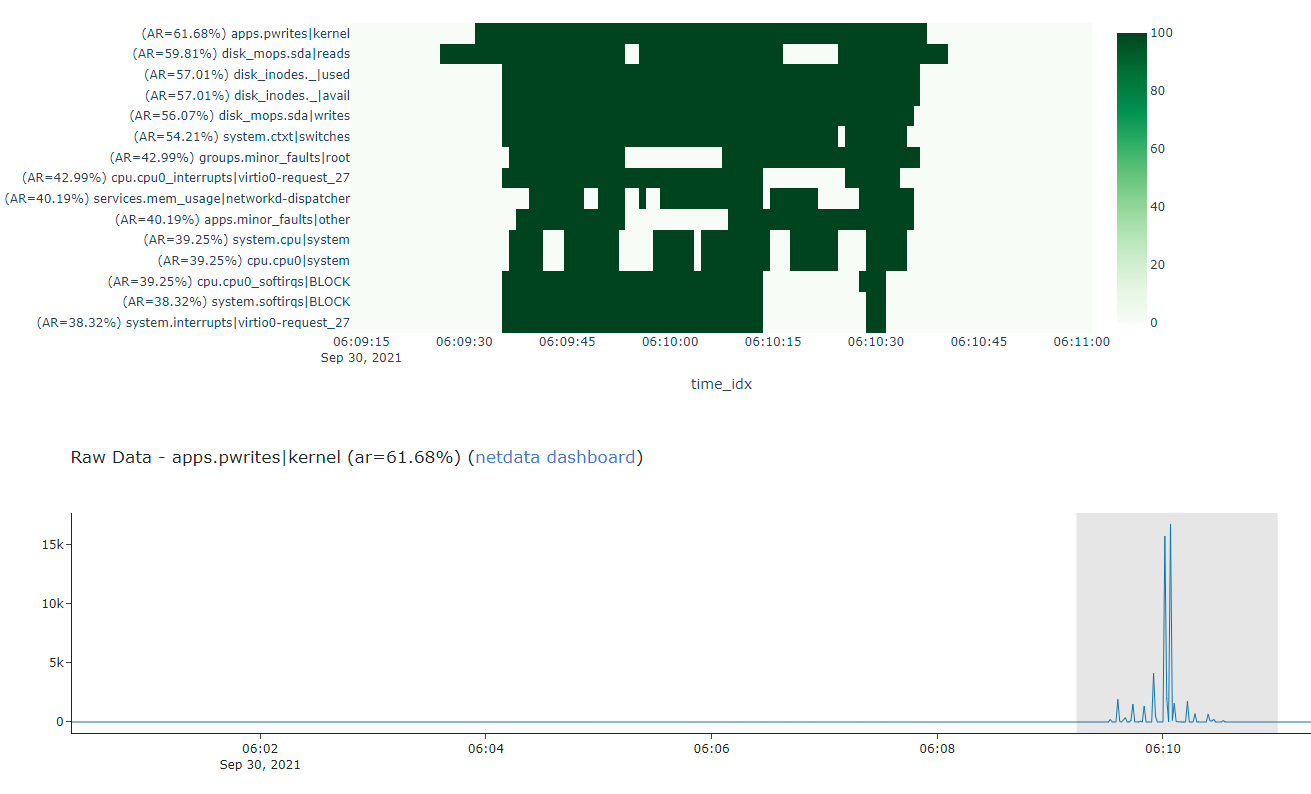 (AR=61.68%) apps.pwrites|kernel
(AR=59.81%) disk_mops.sda|reads
(AR=57.01%) disk_inodes._|used
(AR=57.01%) disk_inodes._|avail
(AR=56.07%) disk_mops.sda|writes
(AR=54.21%) system.ctxt|switches
(AR=42.99%) groups.minor_faults|root
(AR=42.99%) cpu.cpu0_interrupts|virtio0-request_27
(AR=40.19%) services.mem_usage|networkd-dispatcher
(AR=40.19%) apps.minor_faults|other
(AR=39.25%) system.cpu|system
(AR=39.25%) cpu.cpu0|system
(AR=39.25%) cpu.cpu0_softirqs|BLOCK
(AR=38.32%) system.softirqs|BLOCK
(AR=38.32%) system.interrupts|virtio0-request_27
100
80
60
40
20
0
06:09:15 06:09:30 06:09:45 06:10:00 06:10:15 06:10:30 06:10:45 06:11:00
Sep 30, 2021
time_idx
Raw Data - apps.pwrites|kernel (ar=61.68%) (netdata dashboard)
15k
10k
5k
0
06:02 06:04 06:06 06:08 06:10
Sep 30, 2021